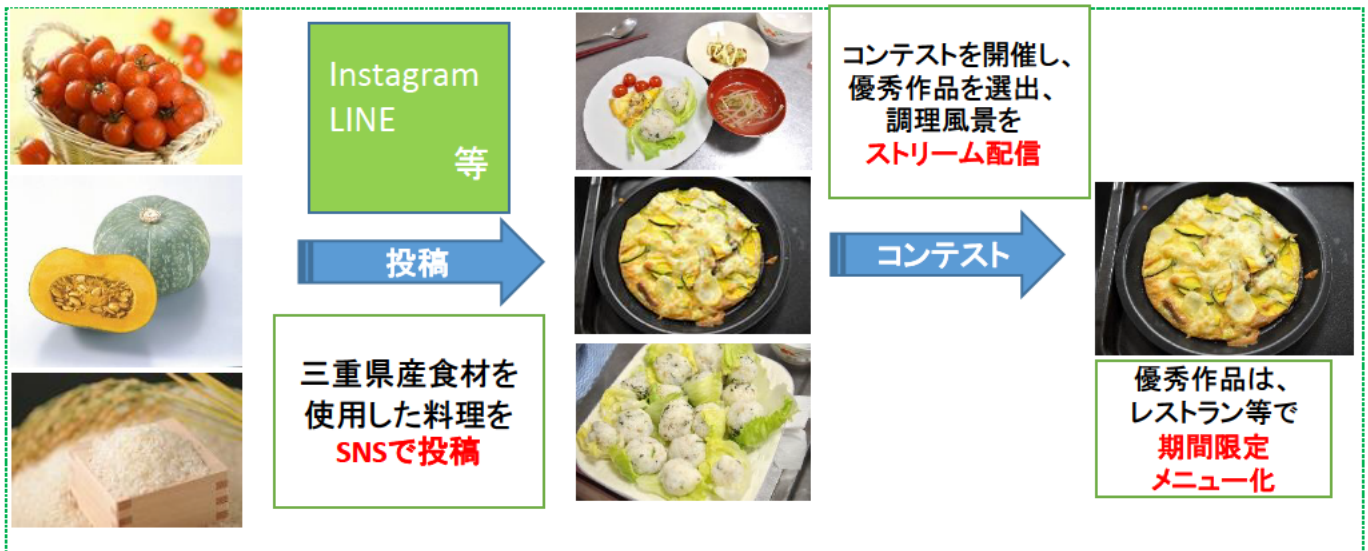 Instagram
LINE
等
投稿
三重県産食材を
使用した料理を
SNSで投稿
コンテストを開催し、
優秀作品を選出、
調理風景を
ストリーム配信
コンテスト
優秀作品は、
レストラン等で
期間限定
メニュー化